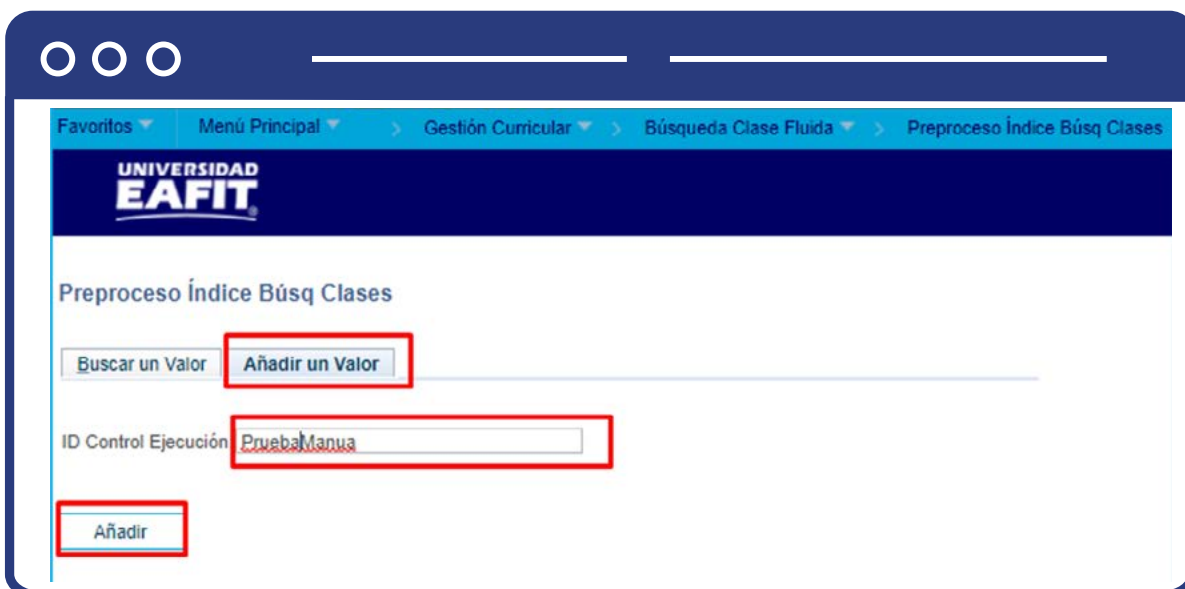 Favoritos Menú Principal > Gestión Curricular > Búsqueda Clase Fluida > Preproceso Índice Búsq Clases
UNIVERSIDAD
EAFIT®
Preproceso Índice Búsq Clases
Buscar un Valor Añadir un Valor
ID Control Ejecución PruebaManua
Añadir